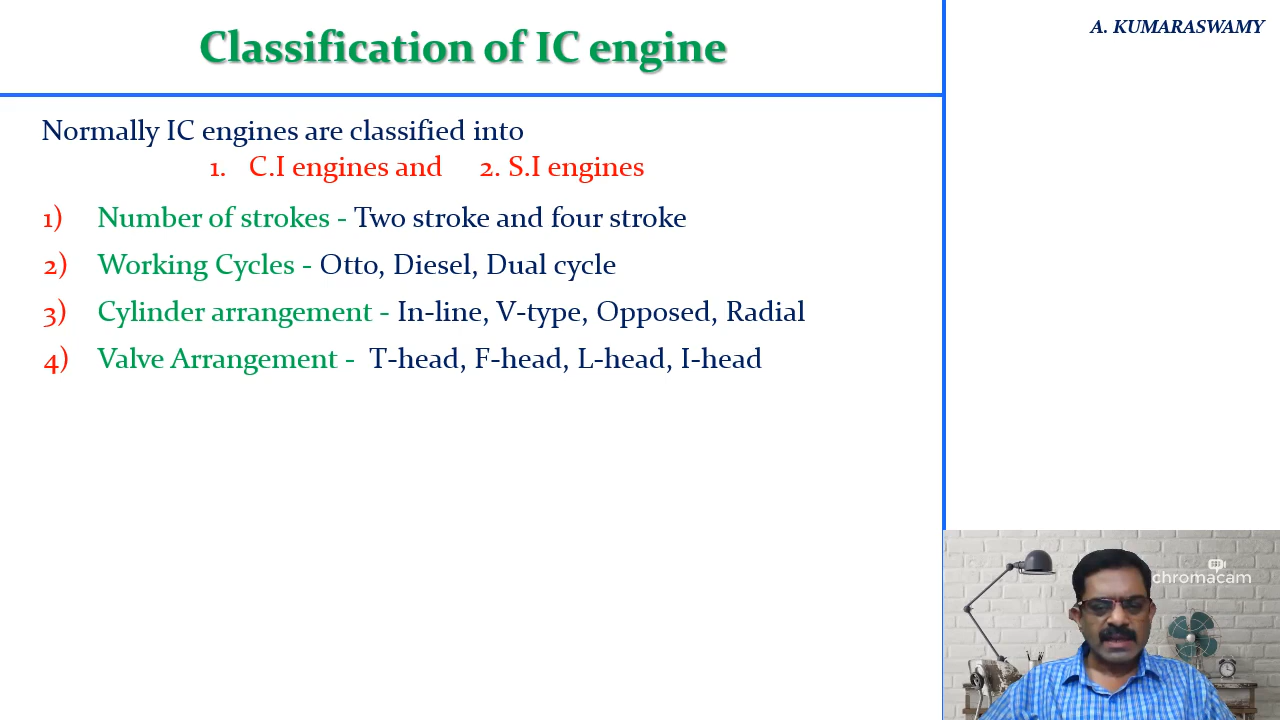 Classification of IC engine
A. KUMARASWAMY
Normally IC engines are classified into
1. C.I engines and 2. S.I engines
1) Number of strokes - Two stroke and four stroke
2) Working Cycles - Otto, Diesel, Dual cycle
3) Cylinder arrangement - In-line, V-type, Opposed, Radial
4) Valve Arrangement - T-head, F-head, L-head, I-head
chromacam